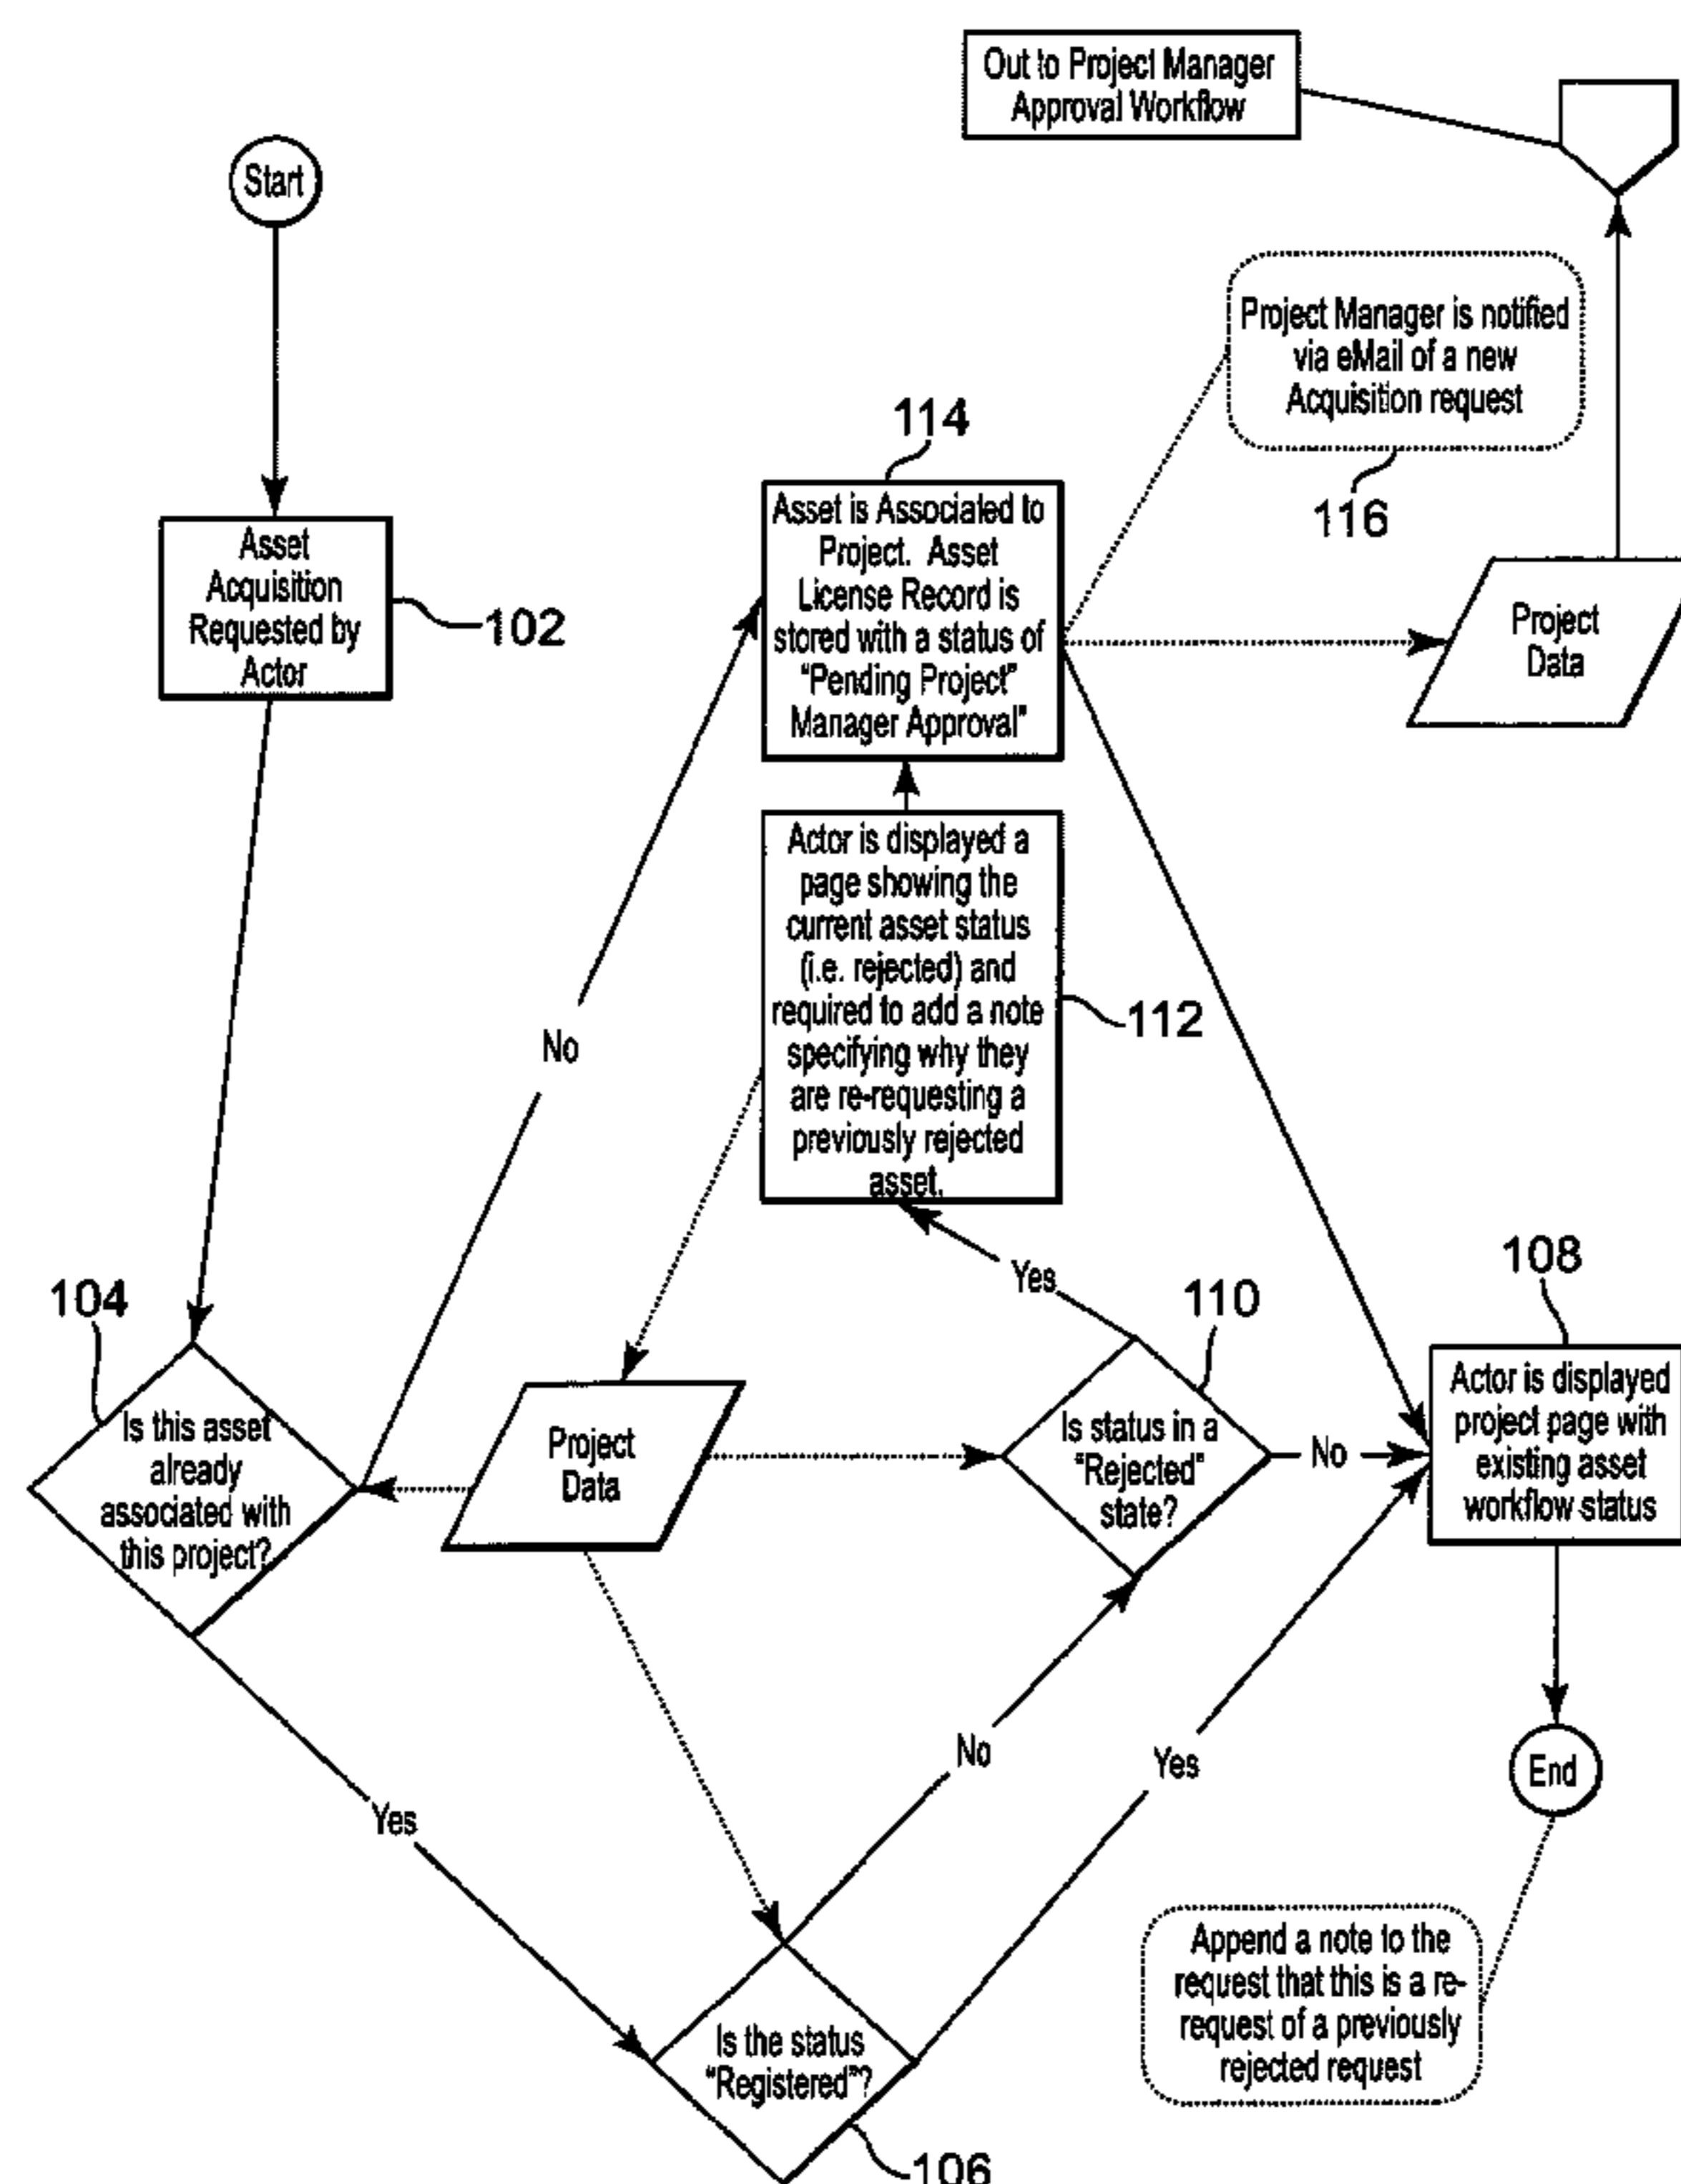 Out to Project Manager
Approval Workflow
Start
Project Manager is notified
via eMail of a new
Acquisition request
116
114
Asset is Associated to
Project. Asset
License Record is
stored with a status of
"Pending Project"
Manager Approval"
Asset
Acquisition
Requested by
Actor
102
Project
Data
Actor is displayed a
page showing the
current asset status
(i.e. rejected) and
required to add a note
specifying why they
are re-requesting a
previously rejected
asset.
112
No
Yes
104
Is this asset
already
associated with
this project?
Project
Data
110
Is status in a
"Rejected"
state?
No
108
Actor is displayed
project page with
existing asset
workflow status
No
Yes
End
Yes
Append a note to the
request that this is a re-
request of a previously
rejected request
Is the status
"Registered"?
106